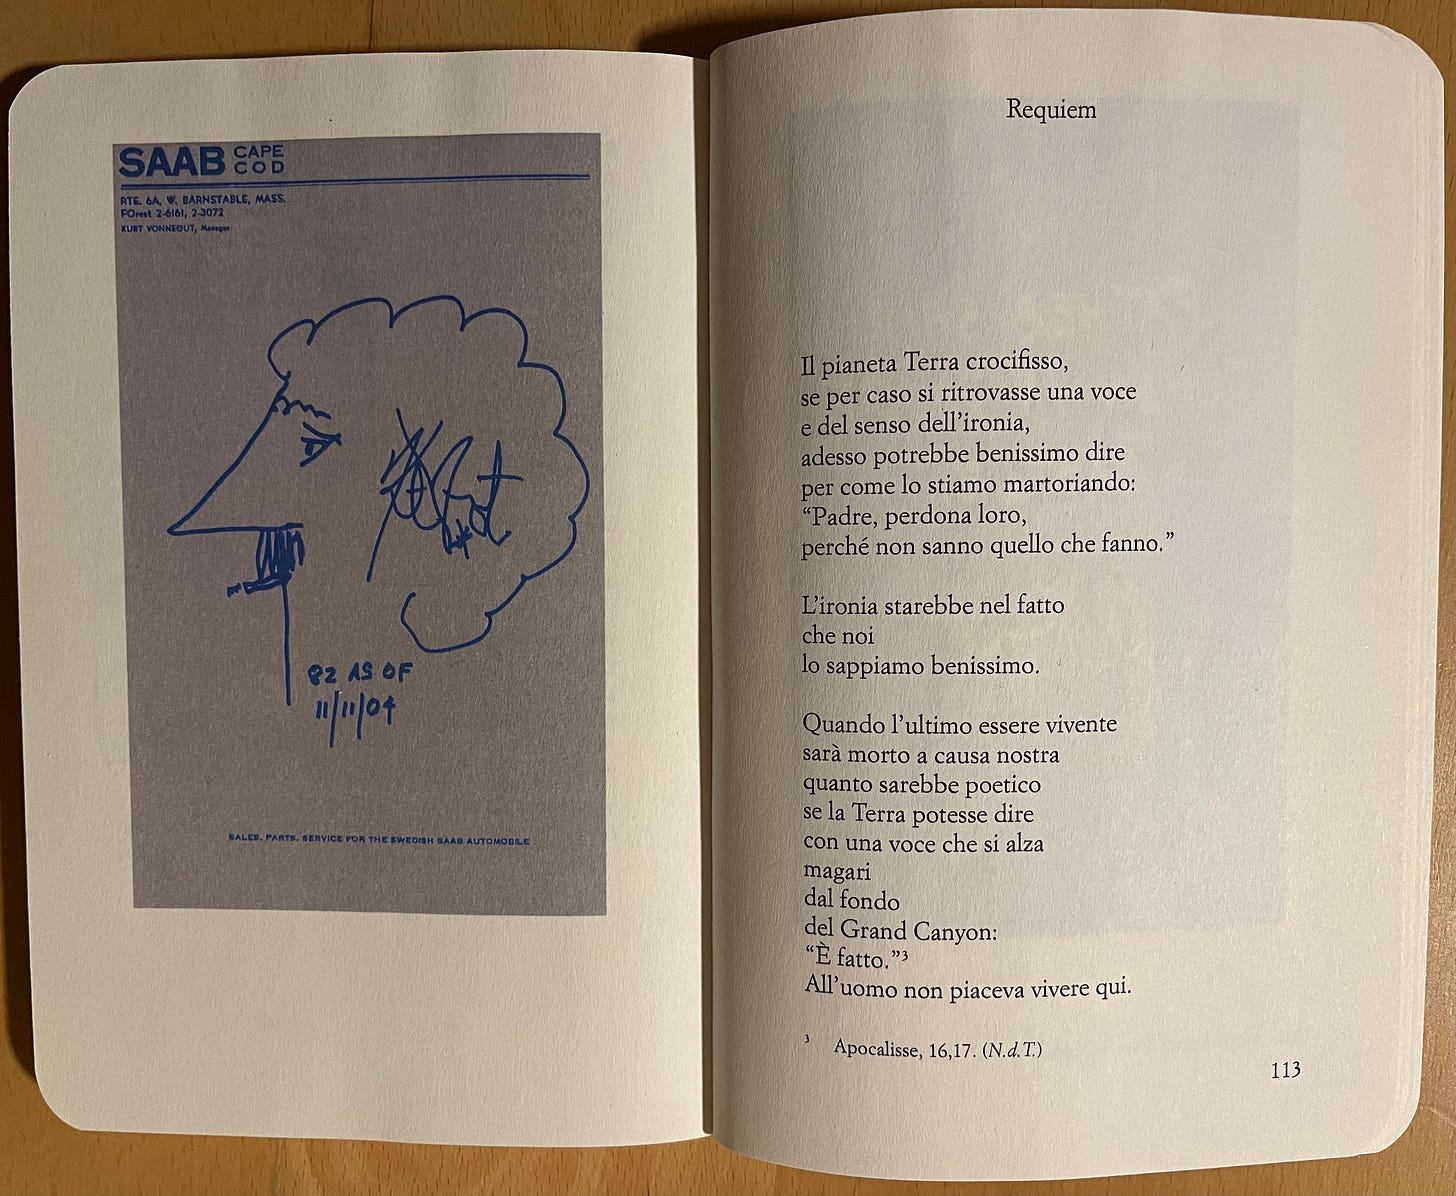 SAAB CAPE COD
RTE. 6A, W. BARNSTABLE, MASS.
FOrest 2-6161, 2-3072
KURT VONNEGUT, Manager
82 AS OF
11/11/04
SALES, PARTS, SERVICE FOR THE SWEDISH SAAB AUTOMOBILE
Requiem
Il pianeta Terra crocifisso,
se per caso si ritrovasse una voce
e del senso dell’ironia,
adesso potrebbe benissimo dire
per come lo stiamo martoriando:
“Padre, perdona loro,
perché non sanno quello che fanno.”
L’ironia starebbe nel fatto
che noi
lo sappiamo benissimo.
Quando l’ultimo essere vivente
sarà morto a causa nostra
quanto sarebbe poetico
se la Terra potesse dire
con una voce che si alza
magari
dal fondo
del Grand Canyon:
“È fatto.”³
All’uomo non piaceva vivere qui.
³ Apocalisse, 16,17. (N.d.T.)
113